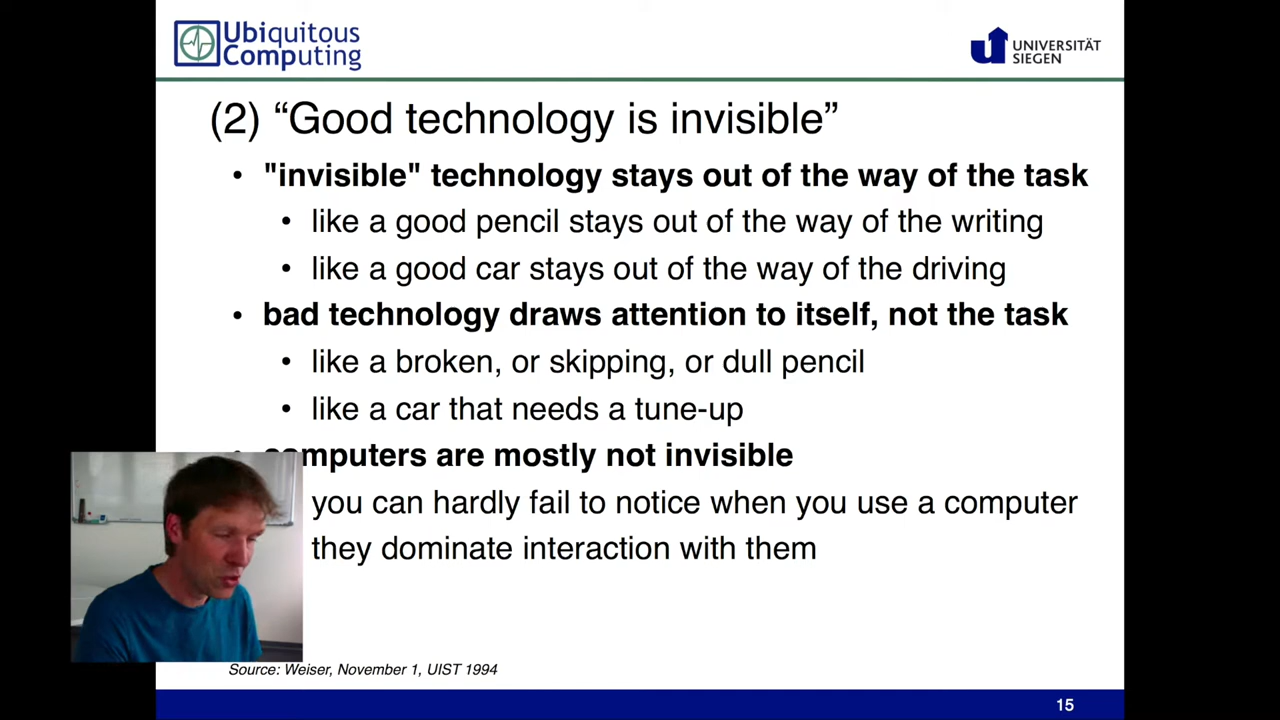 Ubiquitous
Computing
UNIVERSITÄT
SIEGEN
(2) “Good technology is invisible”
• "invisible" technology stays out of the way of the task
• like a good pencil stays out of the way of the writing
• like a good car stays out of the way of the driving
• bad technology draws attention to itself, not the task
• like a broken, or skipping, or dull pencil
• like a car that needs a tune-up
• computers are mostly not invisible
you can hardly fail to notice when you use a computer
they dominate interaction with them
Source: Weiser, November 1, UIST 1994
15